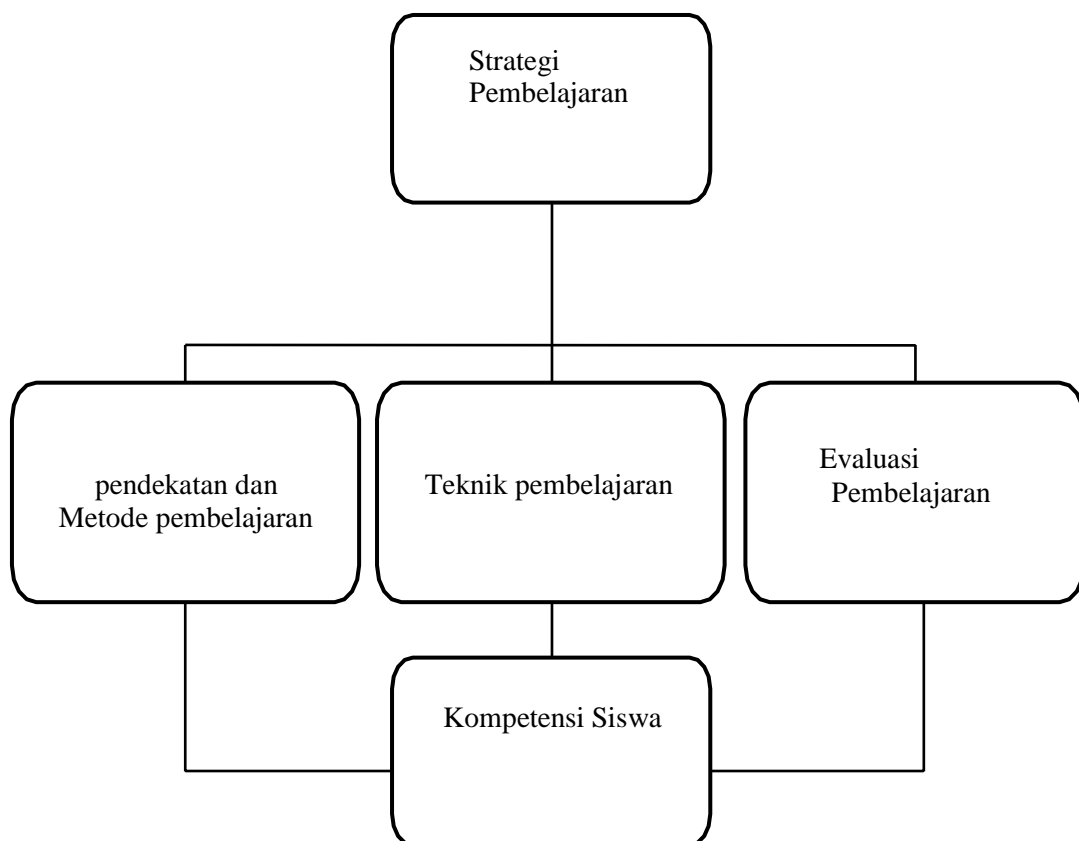 Strategi
Pembelajaran
pendekatan dan
Metode pembelajaran
Teknik pembelajaran
Evaluasi
Pembelajaran
Kompetensi Siswa